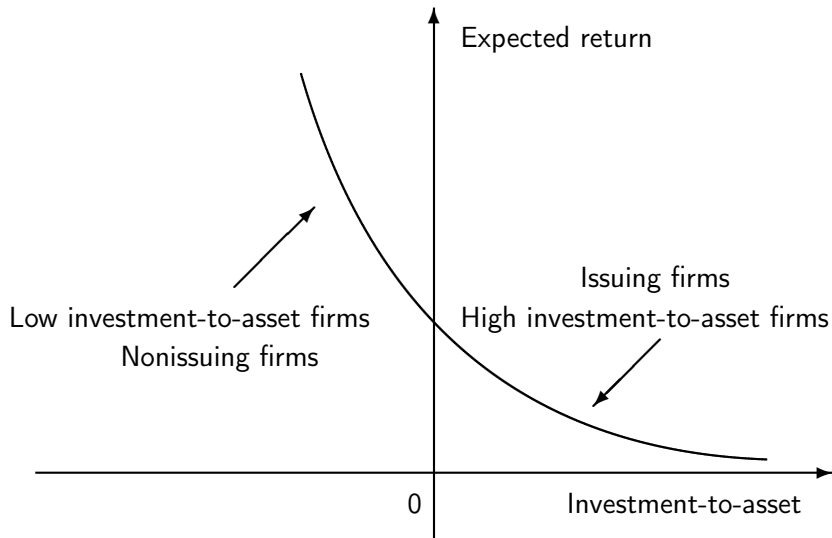 Expected return
Issuing firms
High investment-to-asset firms
Low investment-to-asset firms
Nonissuing firms
0
Investment-to-asset